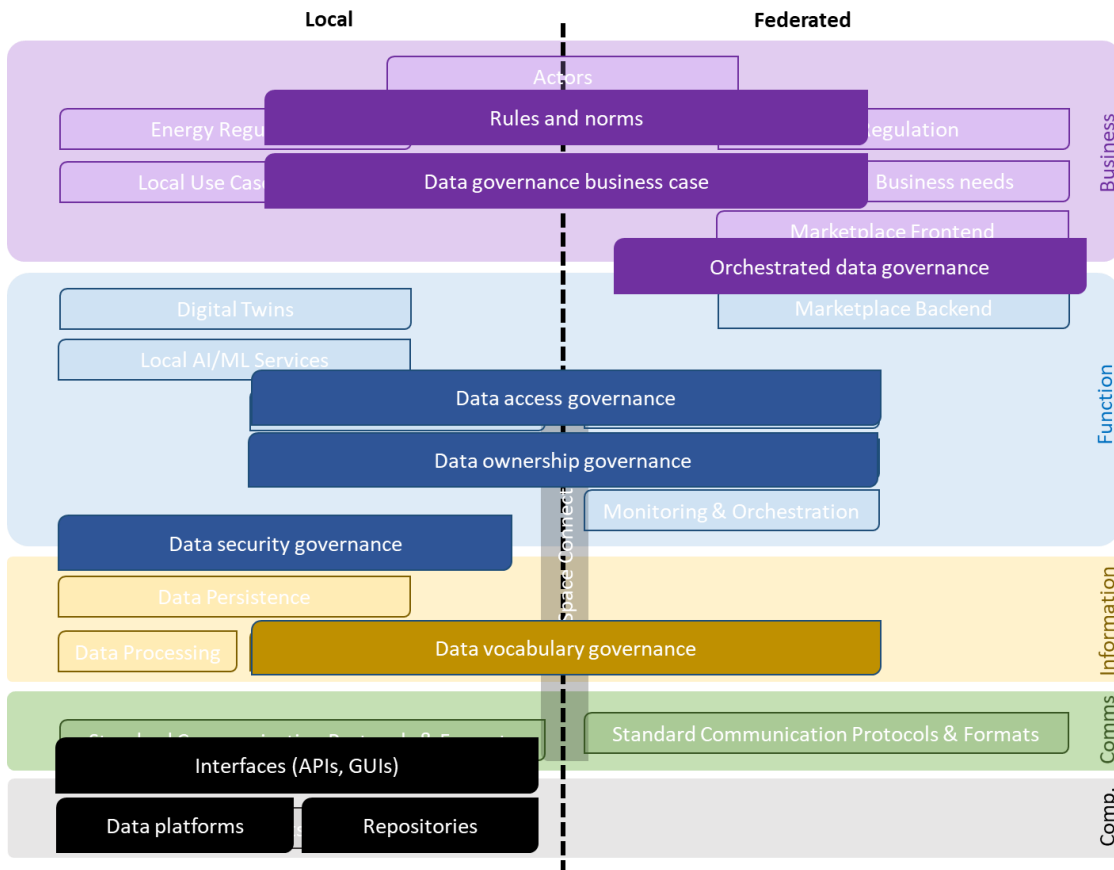 Local
Federated
Actors
Rules and norms
Energy Regu
Regulation
Data governance business case
Local Use Case
Business needs
Business
Marketplace Frontend
Orchestrated data governance
Digital Twins
Marketplace Backend
Local AI/ML Services
Data access governance
Function
Data ownership governance
Monitoring & Orchestration
Data security governance
Space Connect
Data Persistence
Data Processing
Data vocabulary governance
Information
Standard Communication Protocols & Formats
Comms
Interfaces (APIs, GUIs)
Data platforms
Repositories
Comp.